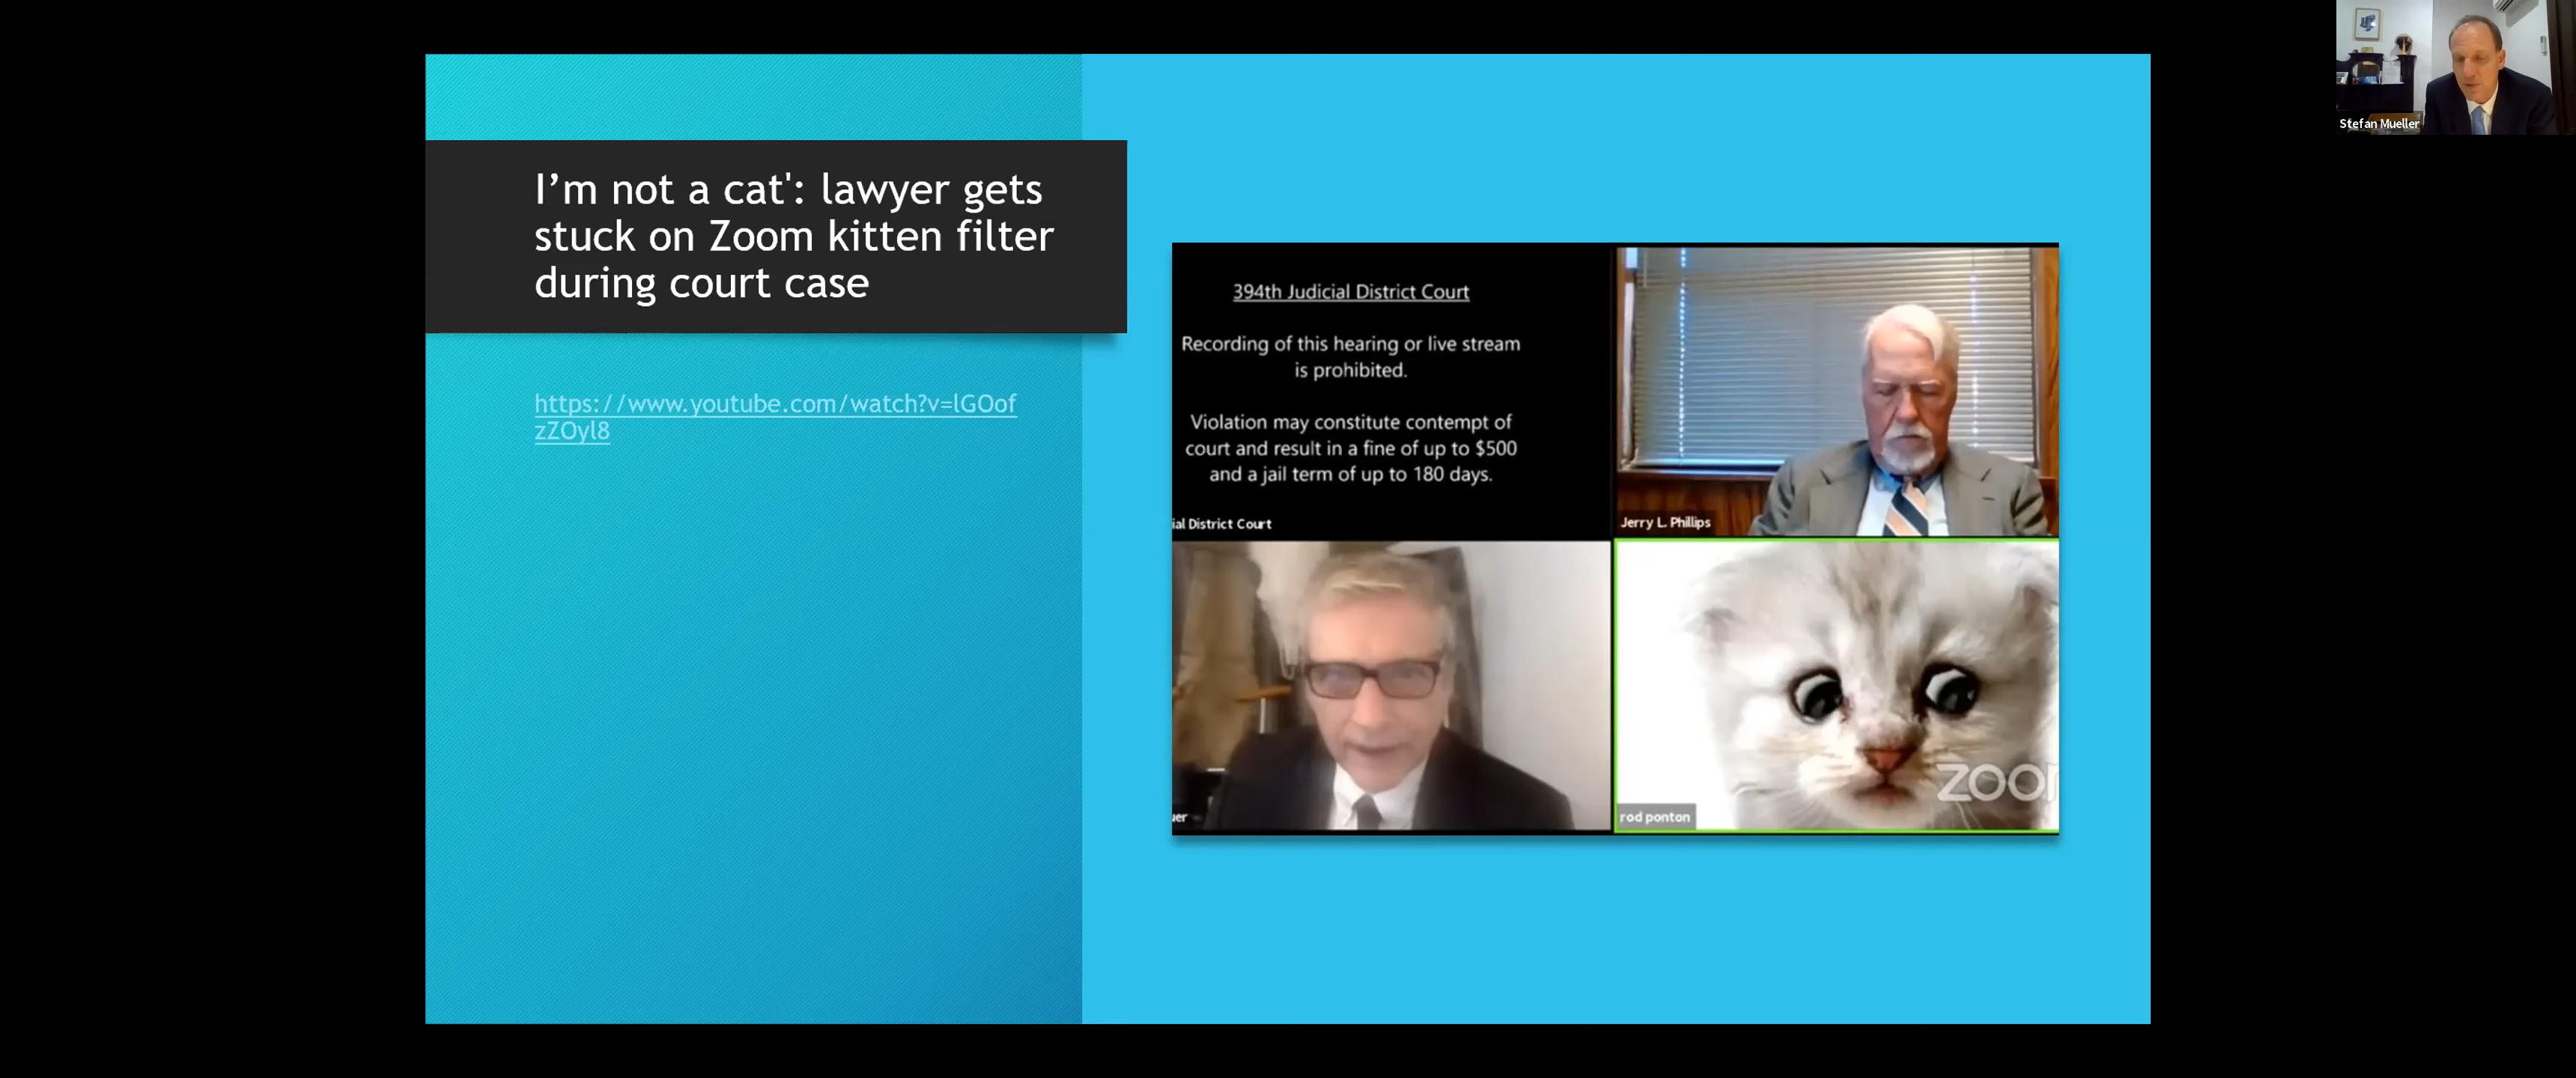 I’m not a cat': lawyer gets
stuck on Zoom kitten filter
during court case
https://www.youtube.com/watch?v=lGOof
zZOyl8
394th Judicial District Court
Recording of this hearing or live stream
is prohibited.
Violation may constitute contempt of
court and result in a fine of up to $500
and a jail term of up to 180 days.
ial District Court
Jerry L. Phillips
uer
rod ponton
zoom
Stefan Mueller